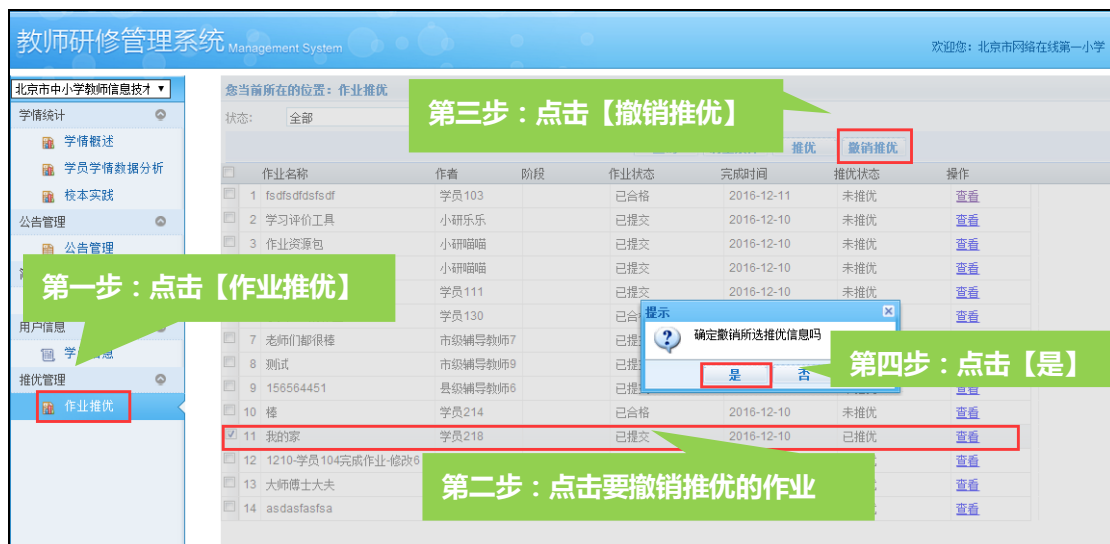 教师研修管理系统 Management System
欢迎您：北京市网络在线第一小学
北京市中小学教师信息技
您当前所在的位置：作业推优
状态： 全部
第三步：点击【撤销推优】
推优 撤销推优
学情统计
学情概述
学员学情数据分析
校本实践
公告管理
公告管理
第一步：点击【作业推优】
用户信息
推优管理
作业推优
作业名称 作者 阶段 作业状态 完成时间 推优状态 操作
1 fsdfsdfdsfsdf 学员103 已合格 2016-12-11 未推优 查看
2 学习评价工具 小研乐乐 已提交 2016-12-10 未推优 查看
3 作业资源包 小研喵喵 已提交 2016-12-10 未推优 查看
小研喵喵 已提交 2016-12-10 未推优 查看
学员111 已提交 2016-12-10 未推优 查看
学员130 已合 查看
7 老师们都很棒 市级辅导教师7 已提
8 测试 市级辅导教师9 已提
9 156564451 县级辅导教师6 已提 查看
10 棒 学员214 已合格 2016-12-10 未推优 查看
11 我的家 学员218 已提交 2016-12-10 已推优 查看
12 1210-学员104完成作业-修改6 查看
13 大师傅士大夫 查看
14 asdasfasfsa 查看
提示
确定撤销所选推优信息吗
是 否
第四步：点击【是】
第二步：点击要撤销推优的作业